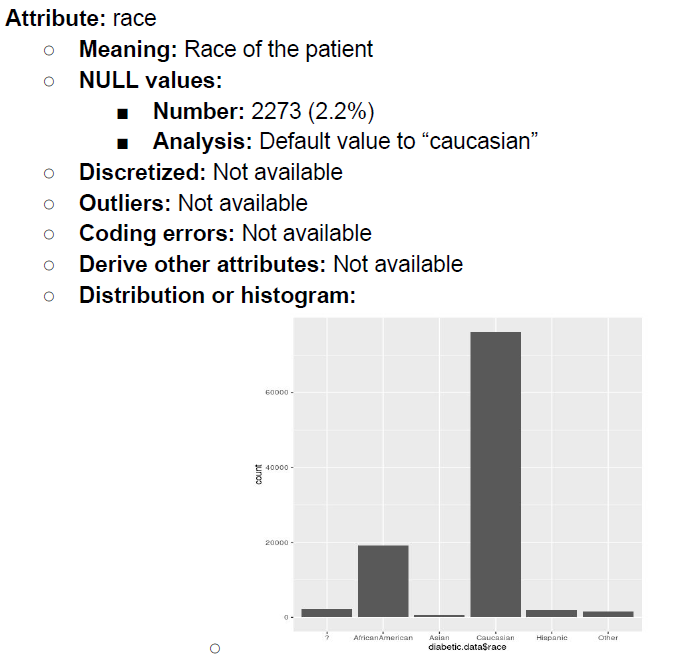 Attribute: race
Meaning: Race of the patient
NULL values:
Number: 2273 (2.2%)
Analysis: Default value to “caucasian”
Discretized: Not available
Outliers: Not available
Coding errors: Not available
Derive other attributes: Not available
Distribution or histogram:
60000
40000
20000
0
count
? AfricanAmerican Asian Caucasian Hispanic Other
diabetic.data$race